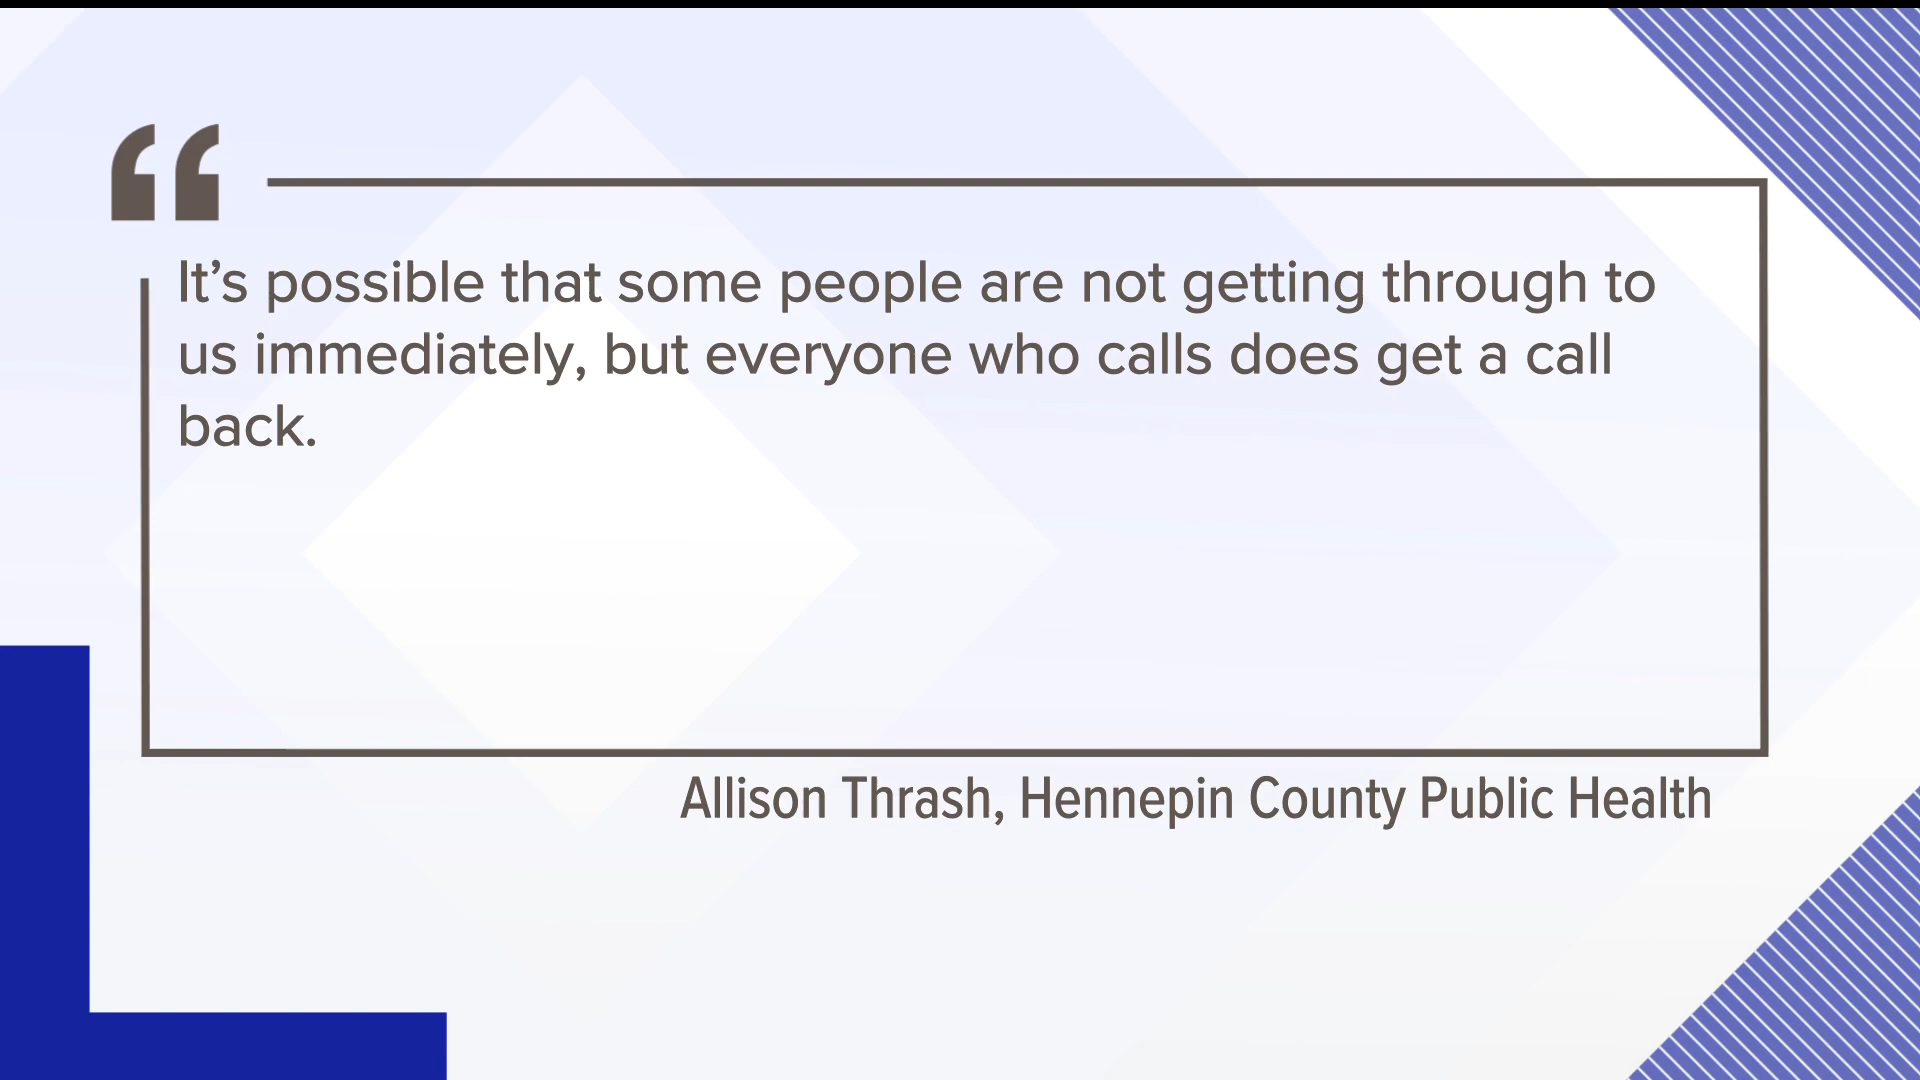 “
It’s possible that some people are not getting through to
us immediately, but everyone who calls does get a call
back.
Allison Thrash, Hennepin County Public Health